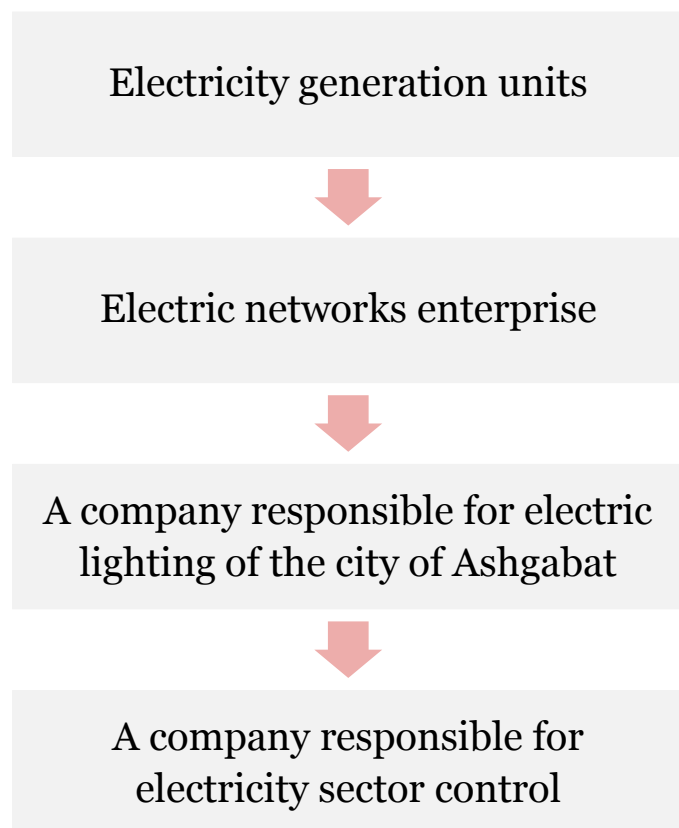 Electricity generation units
Electric networks enterprise
A company responsible for electric
lighting of the city of Ashgabat
A company responsible for
electricity sector control